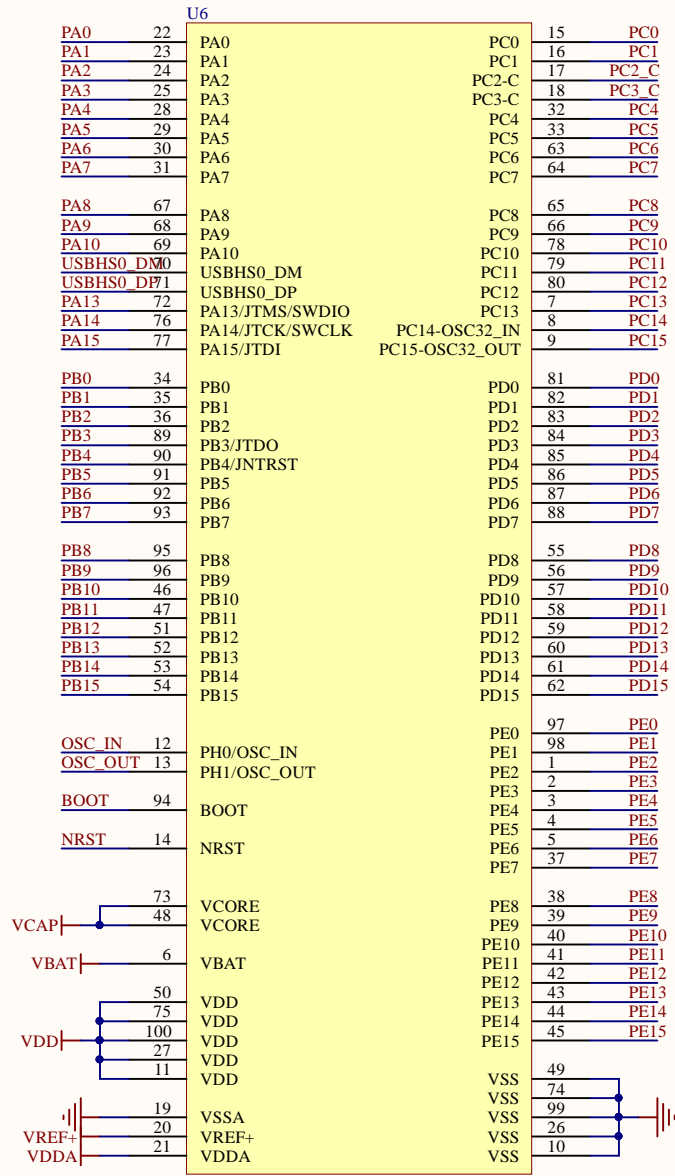 U6
PA0 22 PA0 PC0 15 PC0
PA1 23 PA1 PC1 16 PC1
PA2 24 PA2 PC2-C 17 PC2_C
PA3 25 PA3 PC3-C 18 PC3_C
PA4 28 PA4 PC4 32 PC4
PA5 29 PA5 PC5 33 PC5
PA6 30 PA6 PC6 63 PC6
PA7 31 PA7 PC7 64 PC7
PA8 67 PA8 PC8 65 PC8
PA9 68 PA9 PC9 66 PC9
PA10 69 PA10 PC10 78 PC10
USBHS0_DM 70 USBHS0_DM PC11 79 PC11
USBHS0_DP 71 USBHS0_DP PC12 80 PC12
PA13 72 PA13/JTMS/SWDIO PC13 7 PC13
PA14 76 PA14/JTCK/SWCLK PC14-OSC32_IN 8 PC14
PA15 77 PA15/JTDI PC15-OSC32_OUT 9 PC15
PB0 34 PB0 PD0 81 PD0
PB1 35 PB1 PD1 82 PD1
PB2 36 PB2 PD2 83 PD2
PB3 89 PB3/JTDO PD3 84 PD3
PB4 90 PB4/JNTRST PD4 85 PD4
PB5 91 PB5 PD5 86 PD5
PB6 92 PB6 PD6 87 PD6
PB7 93 PB7 PD7 88 PD7
PB8 95 PB8 PD8 55 PD8
PB9 96 PB9 PD9 56 PD9
PB10 46 PB10 PD10 57 PD10
PB11 47 PB11 PD11 58 PD11
PB12 51 PB12 PD12 59 PD12
PB13 52 PB13 PD13 60 PD13
PB14 53 PB14 PD14 61 PD14
PB15 54 PB15 PD15 62 PD15
PE0 97 PE0
OSC_IN 12 PH0/OSC_IN PE1 98 PE1
OSC_OUT 13 PH1/OSC_OUT PE2 1 PE2
PE3 2 PE3
BOOT 94 BOOT PE4 3 PE4
PE5 4 PE5
NRST 14 NRST PE6 5 PE6
PE7 37 PE7
73 VCORE PE8 38 PE8
VCAP 48 VCORE PE9 39 PE9
PE10 40 PE10
VBAT 6 VBAT PE11 41 PE11
PE12 42 PE12
50 VDD PE13 43 PE13
75 VDD PE14 44 PE14
VDD 100 VDD PE15 45 PE15
27 VDD
11 VDD VSS 49
VSS 74
19 VSSA VSS 99
VREF+ 20 VREF+ VSS 26
VDDA 21 VDDA VSS 10